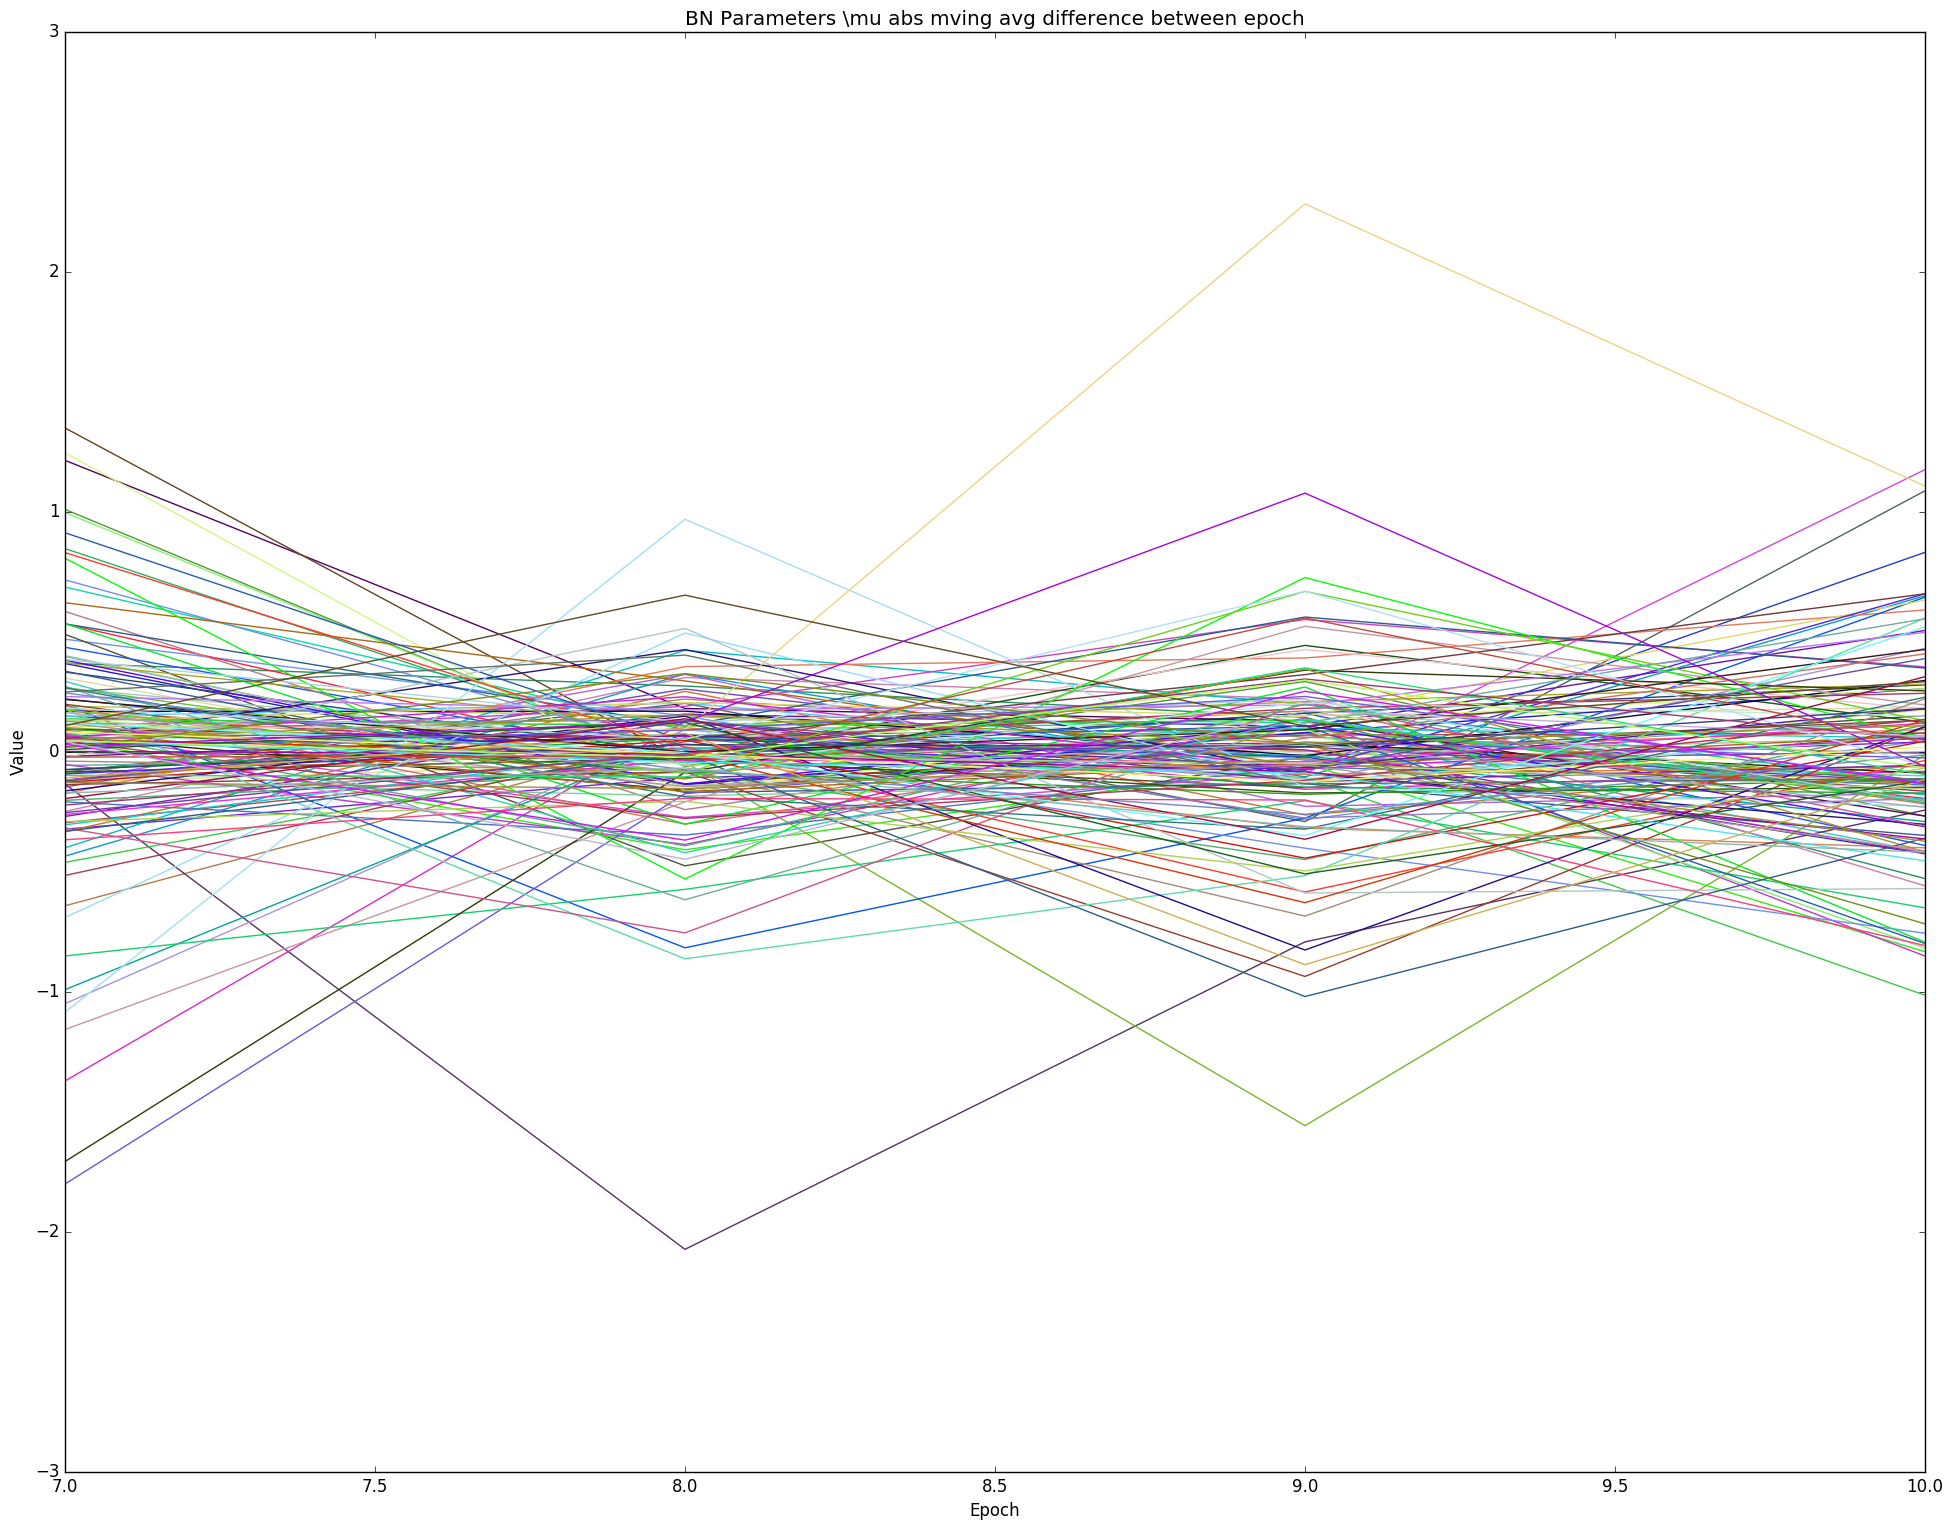 BN Parameters \mu abs mving avg difference between epoch
3
2
1
0
−1
−2
−3
Value
7.0 7.5 8.0 8.5 9.0 9.5 10.0
Epoch